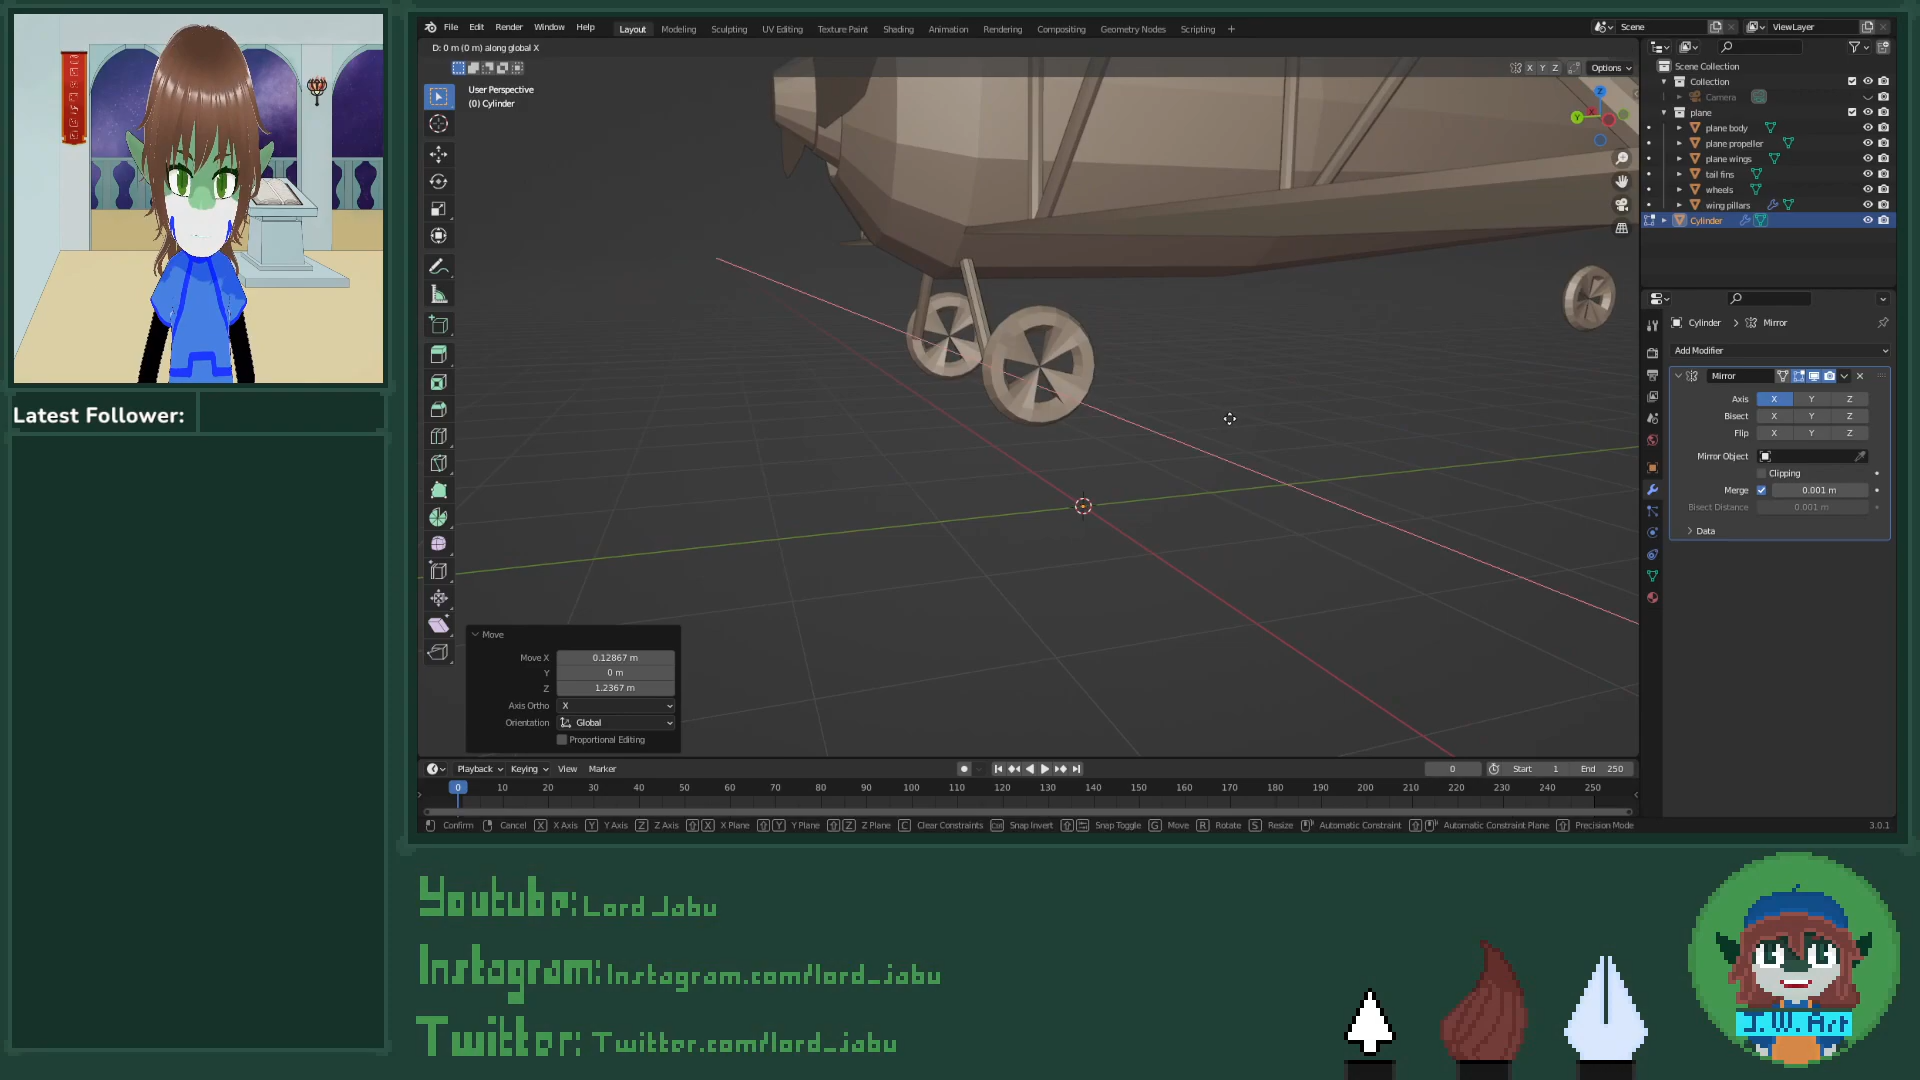 File Edit Render Window Help Layout Modeling Sculpting UV Editing Texture Paint Shading Animation Rendering Compositing Geometry Nodes Scripting +
Scene ViewLayer
D: 0 m (0 m) along global X
X Y Z Options
User Perspective
(0) Cylinder
Z
Y
X
Scene Collection
Collection
Camera
plane
plane body
plane propeller
plane wings
tail fins
wheels
wing pillars
Cylinder
Cylinder > Mirror
Add Modifier
Mirror
Axis X Y Z
Bisect X Y Z
Flip X Y Z
Mirror Object
Clipping
Merge 0.001 m
Bisect Distance 0.001 m
Data
Latest Follower:
Move
Move X 0.12867 m
Y 0 m
Z 1.2367 m
Axis Ortho X
Orientation Global
Proportional Editing
Playback Keying View Marker 0 Start 1 End 250
0 10 20 30 40 50 60 70 80 90 100 110 120 130 140 150 160 170 180 190 200 210 220 230 240 250
Confirm Cancel X X Axis Y Y Axis Z Z Axis X X Plane Y Y Plane Z Z Plane C Clear Constraints Ctrl Snap Invert Snap Toggle G Move R Rotate S Resize Automatic Constraint Automatic Constraint Plane Precision Mode
3.0.1
Youtube: Lord Jabu
Instagram: Instagram.com/lord_jabu
Twitter: Twitter.com/lord_jabu
J.W. Art